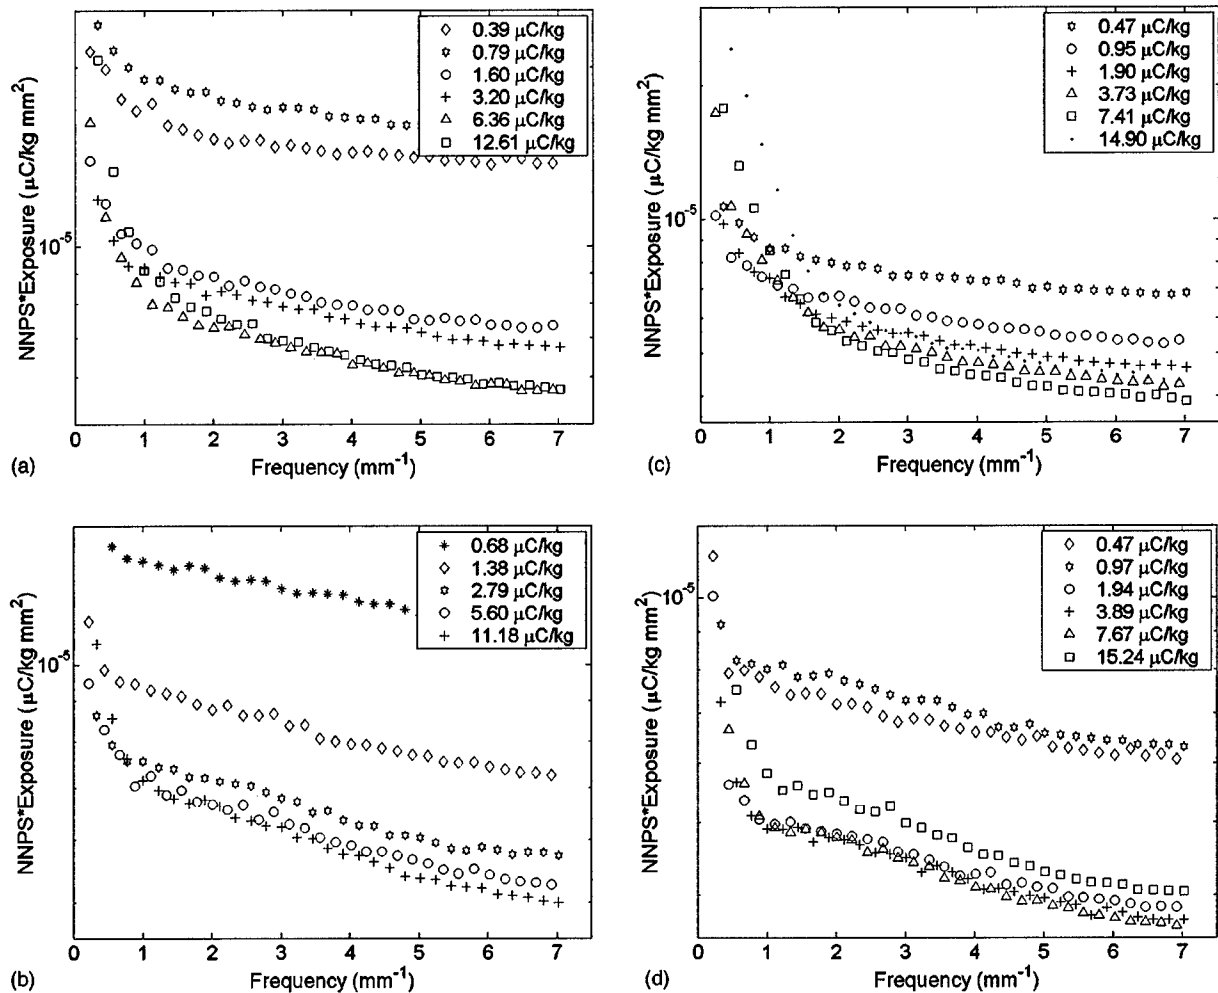 NNPS*Exposure (μC/kg mm²)
10⁻⁵
0.39 μC/kg
0.79 μC/kg
1.60 μC/kg
3.20 μC/kg
6.36 μC/kg
12.61 μC/kg
0 1 2 3 4 5 6 7
(a) Frequency (mm⁻¹)
NNPS*Exposure (μC/kg mm²)
10⁻⁵
0.47 μC/kg
0.95 μC/kg
1.90 μC/kg
3.73 μC/kg
7.41 μC/kg
14.90 μC/kg
0 1 2 3 4 5 6 7
(c) Frequency (mm⁻¹)
NNPS*Exposure (μC/kg mm²)
10⁻⁵
0.68 μC/kg
1.38 μC/kg
2.79 μC/kg
5.60 μC/kg
11.18 μC/kg
0 1 2 3 4 5 6 7
(b) Frequency (mm⁻¹)
NNPS*Exposure (μC/kg mm²)
10⁻⁵
0.47 μC/kg
0.97 μC/kg
1.94 μC/kg
3.89 μC/kg
7.67 μC/kg
15.24 μC/kg
0 1 2 3 4 5 6 7
(d) Frequency (mm⁻¹)